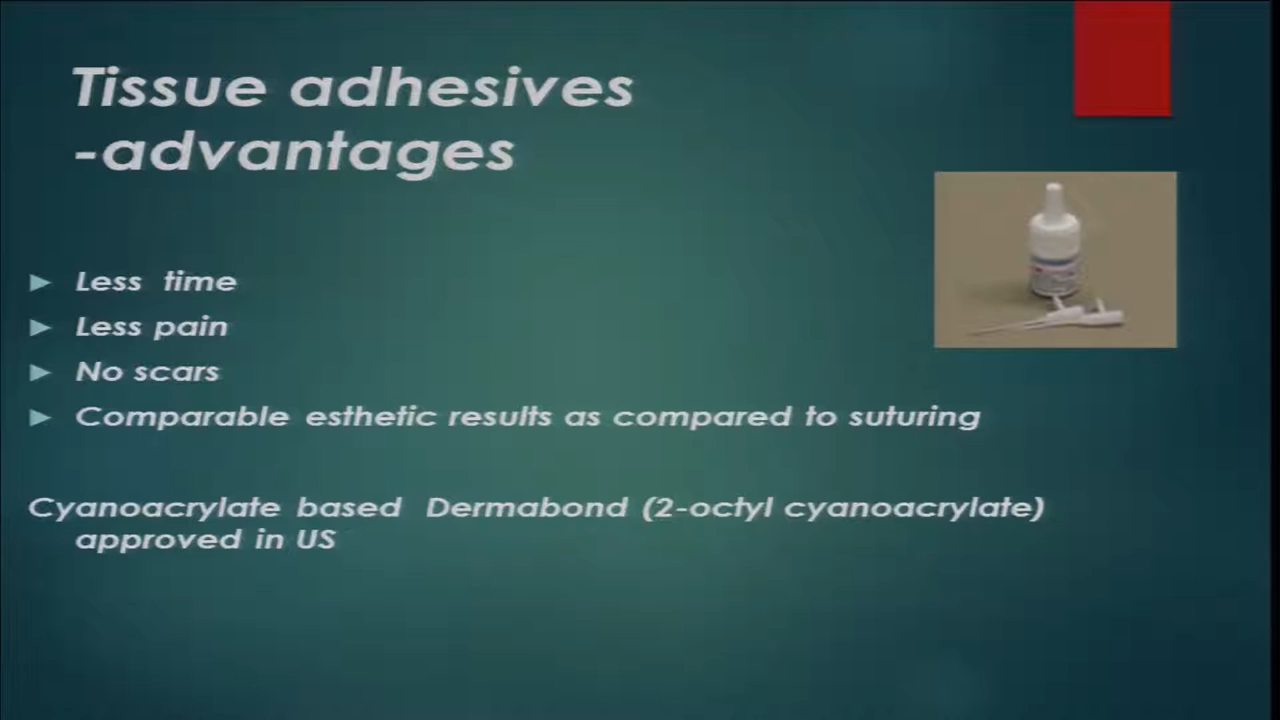 Tissue adhesives
-advantages
Less time
Less pain
No scars
Comparable esthetic results as compared to suturing
Cyanoacrylate based Dermabond (2-octyl cyanoacrylate)
approved in US